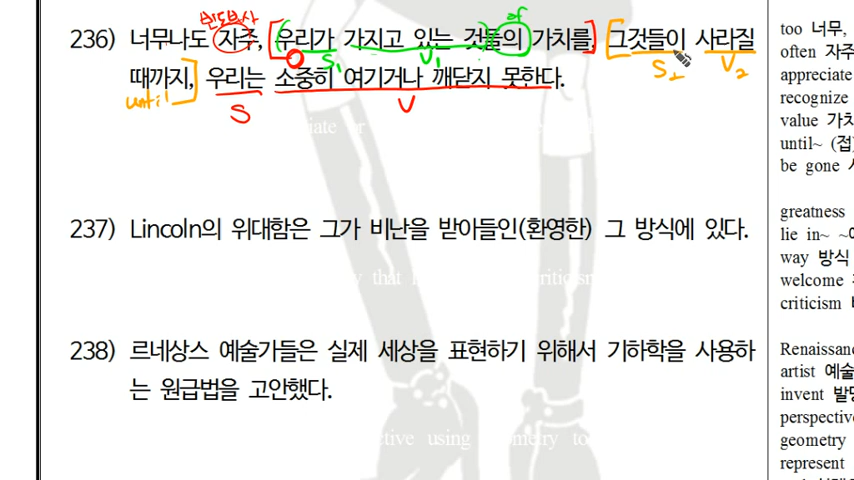 빈도부사 of
236) 너무나도 자주, [(우리가 가지고 있는 것들)의 가치를], [그것들이 사라질
O S₁ V₁ S₂ V₂
때까지,] 우리는 소중히 여기거나 깨닫지 못한다.
until S V
237) Lincoln의 위대함은 그가 비난을 받아들인(환영한) 그 방식에 있다.
238) 르네상스 예술가들은 실제 세상을 표현하기 위해서 기하학을 사용하
는 원급법을 고안했다.
too 너무,
often 자주
appreciate
recognize
value 가치
until~ (접)
be gone
greatness
lie in~
way 방식
welcome
criticism
Renaissance
artist 예술
invent 발명
perspective
geometry
represent